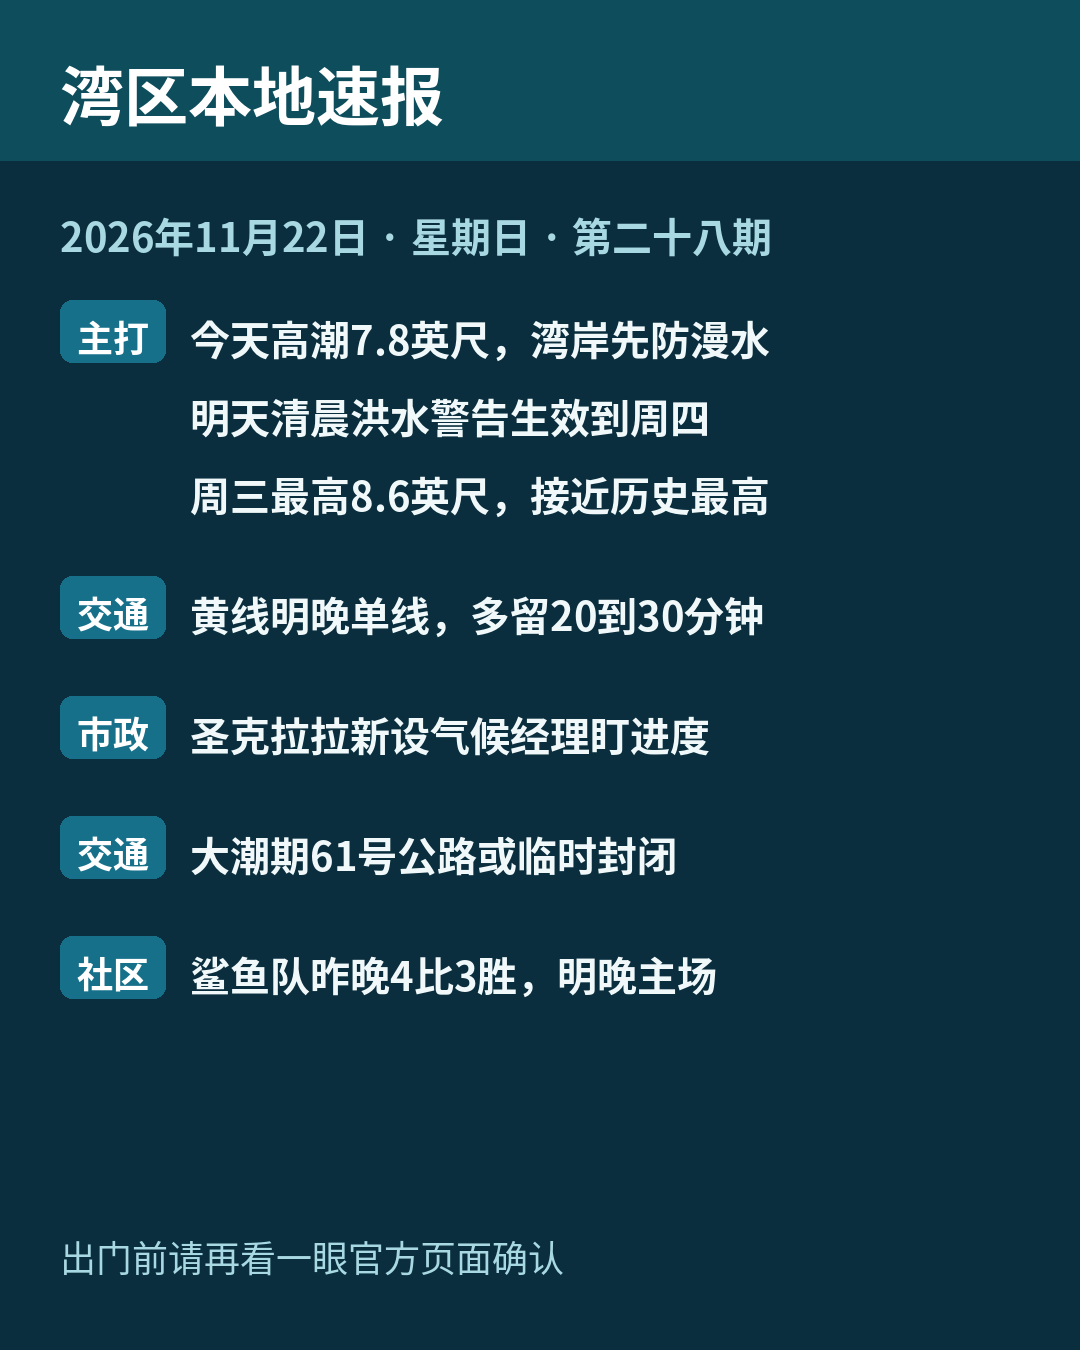 湾区本地速报
2026年11月22日 · 星期日 · 第二十八期
主打 今天高潮7.8英尺，湾岸先防漫水
明天清晨洪水警告生效到周四
周三最高8.6英尺，接近历史最高
交通 黄线明晚单线，多留20到30分钟
市政 圣克拉拉新设气候经理盯进度
交通 大潮期61号公路或临时封闭
社区 鲨鱼队昨晚4比3胜，明晚主场
出门前请再看一眼官方页面确认